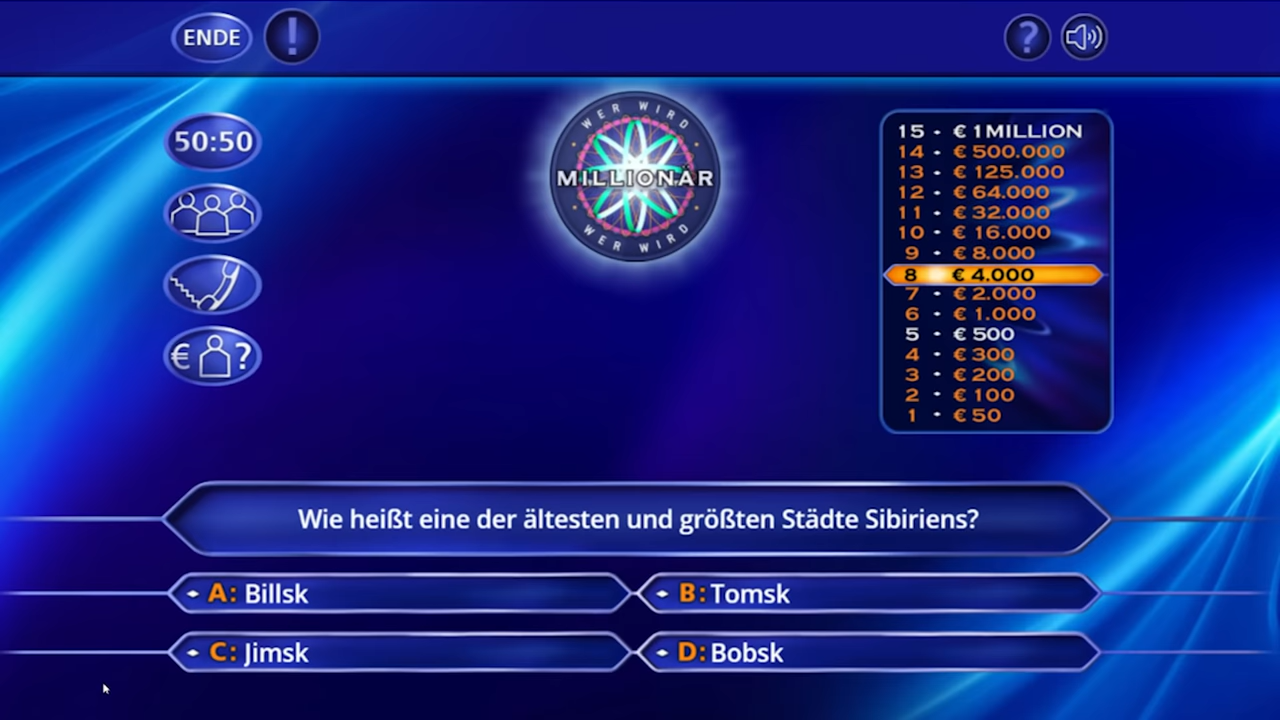 ENDE !
?
50:50
€ ?
WER WIRD
MILLIONÄR
WER WIRD
15 • € 1 MILLION
14 • € 500.000
13 • € 125.000
12 • € 64.000
11 • € 32.000
10 • € 16.000
9 • € 8.000
8 € 4.000
7 • € 2.000
6 • € 1.000
5 • € 500
4 • € 300
3 • € 200
2 • € 100
1 • € 50
Wie heißt eine der ältesten und größten Städte Sibiriens?
A: Billsk
B: Tomsk
C: Jimsk
D: Bobsk